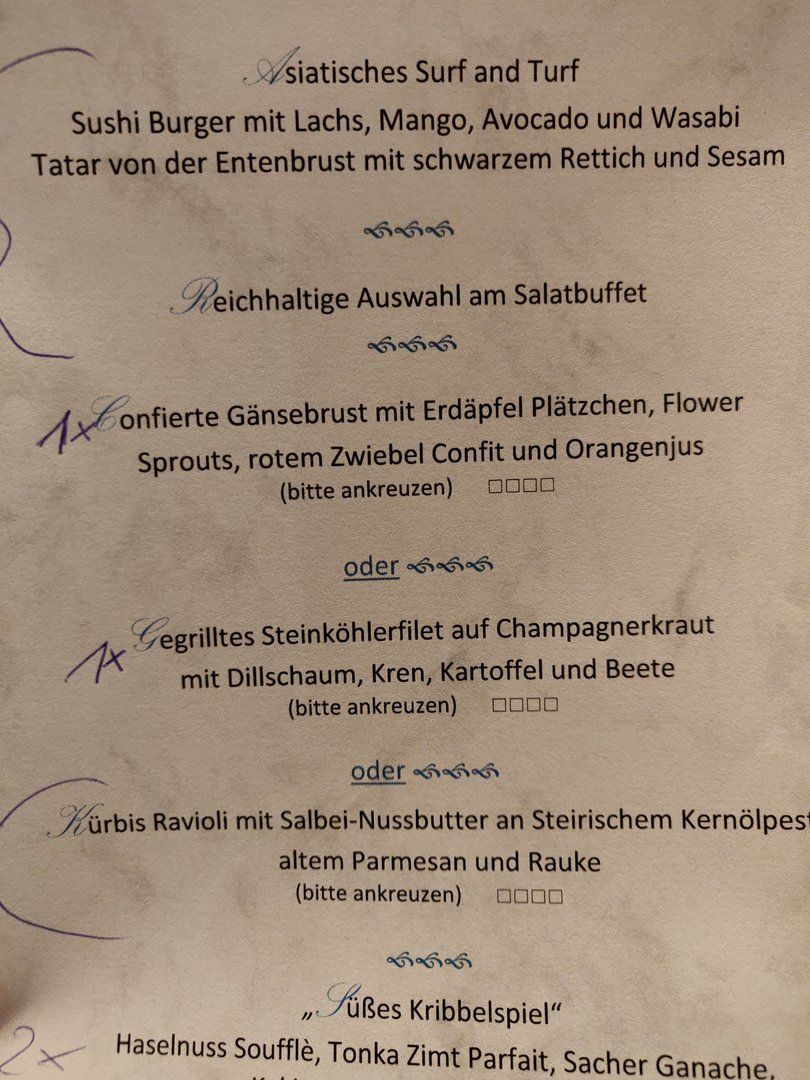 Asiatisches Surf and Turf
Sushi Burger mit Lachs, Mango, Avocado und Wasabi
Tatar von der Entenbrust mit schwarzem Rettich und Sesam
Reichhaltige Auswahl am Salatbuffet
1x Confierte Gänsebrust mit Erdäpfel Plätzchen, Flower
Sprouts, rotem Zwiebel Confit und Orangenjus
(bitte ankreuzen) □□□□
oder
1x Gegrilltes Steinköhlerfilet auf Champagnerkraut
mit Dillschaum, Kren, Kartoffel und Beete
(bitte ankreuzen) □□□□
oder
Kürbis Ravioli mit Salbei-Nussbutter an Steirischem Kernölpest
altem Parmesan und Rauke
(bitte ankreuzen) □□□□
„Süßes Kribbelspiel“
2x Haselnuss Soufflè, Tonka Zimt Parfait, Sacher Ganache,